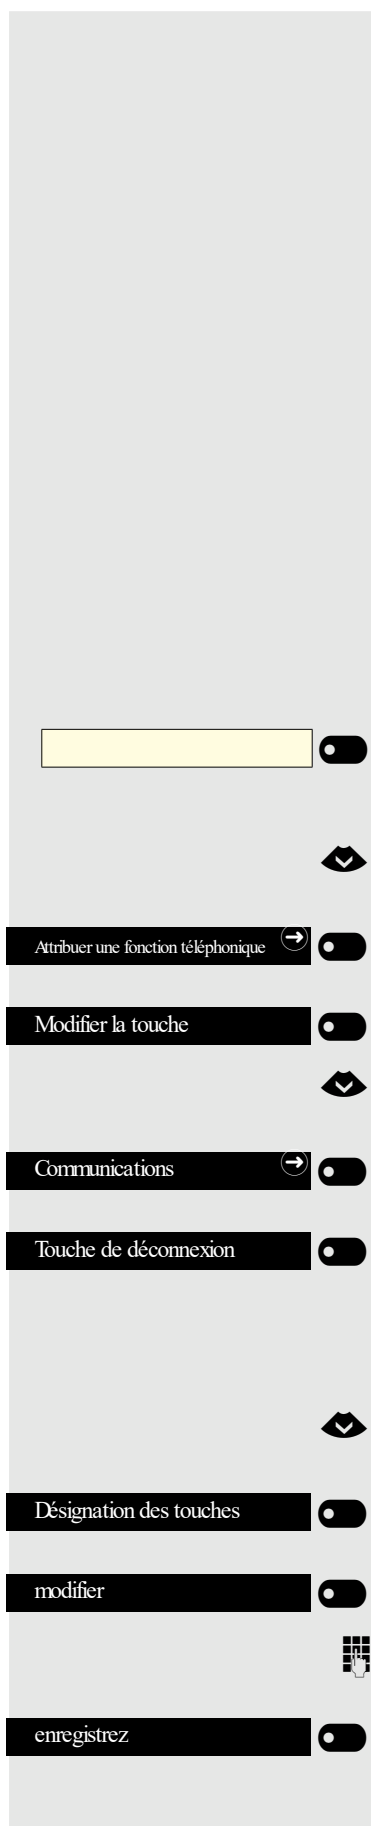 Attribuer une fonction téléphonique
Modifier la touche
Communications
Touche de déconnexion
Désignation des touches
modifier
enregistrez